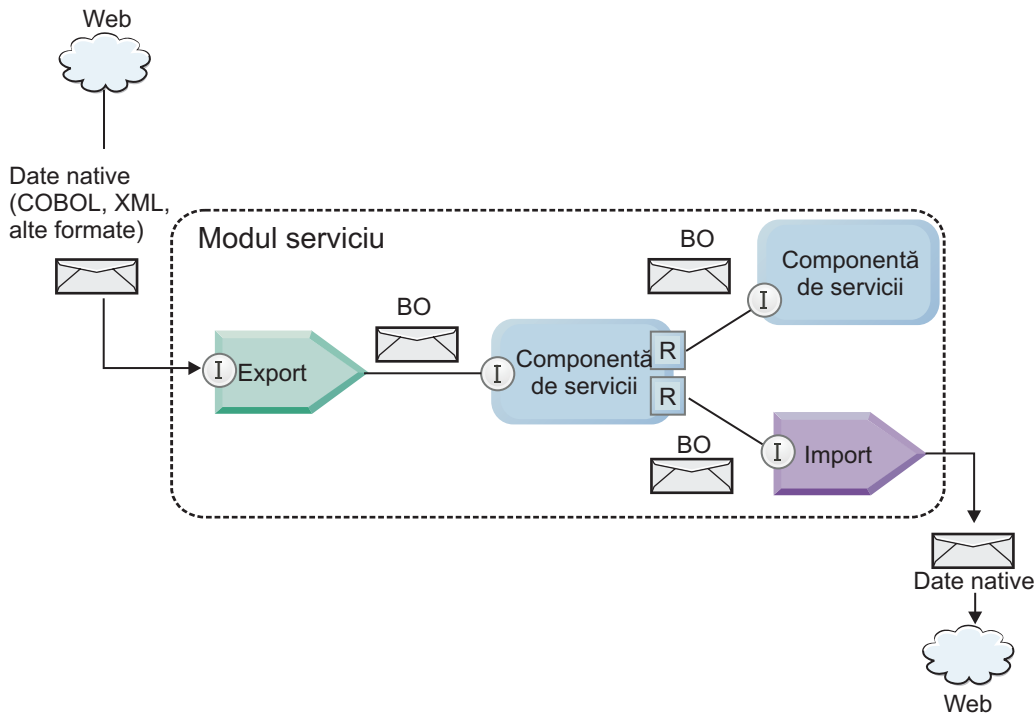 Web
Date native
(COBOL, XML,
alte formate)
Modul serviciu
BO
Componentă
de servicii
I
BO
R
I
Export
I
Componentă
de servicii
R
BO
I
Import
Date native
Web